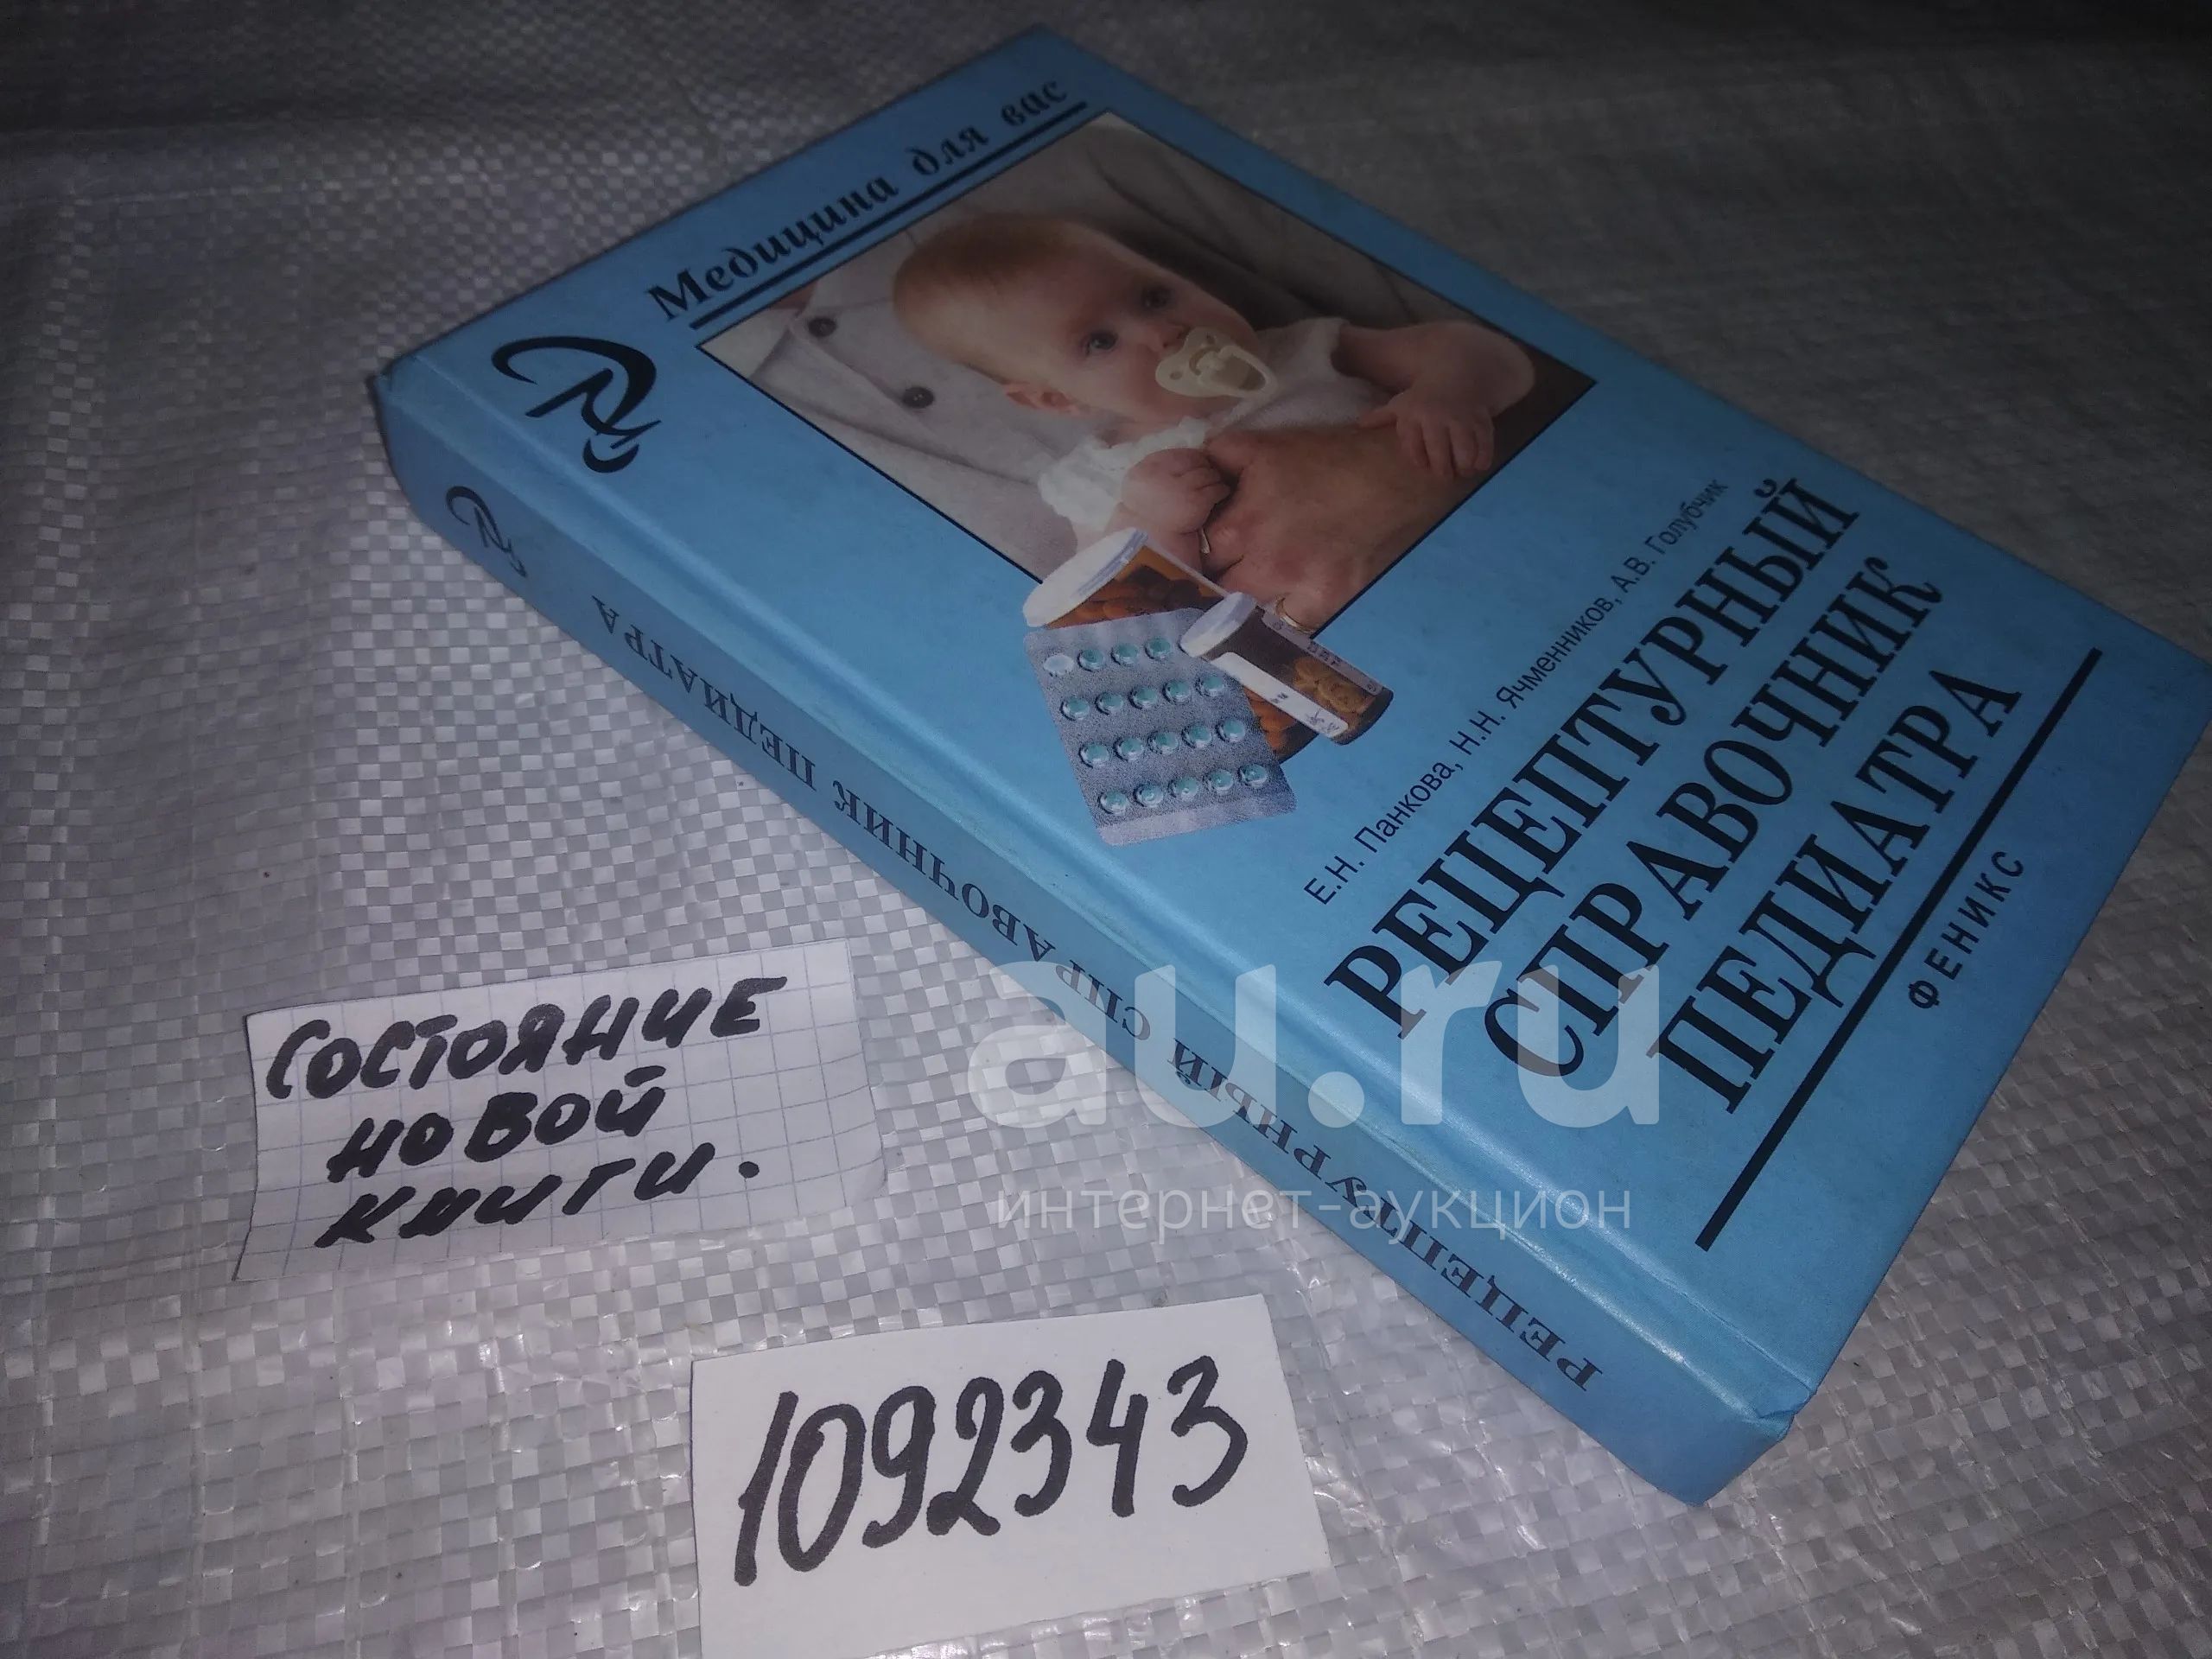 Медицина для вас
Е.Н. Панкова, Н.Н. Ячменников, А.В. Голубчик
РЕЦЕПТУРНЫЙ
СПРАВОЧНИК
ПЕДИАТРА
ФЕНИКС
РЕЦЕПТУРНЫЙ СПРАВОЧНИК ПЕДИАТРА
СОСТОЯНИЕ
НОВОЙ
КНИГИ.
1092343
au.ru
интернет-аукцион